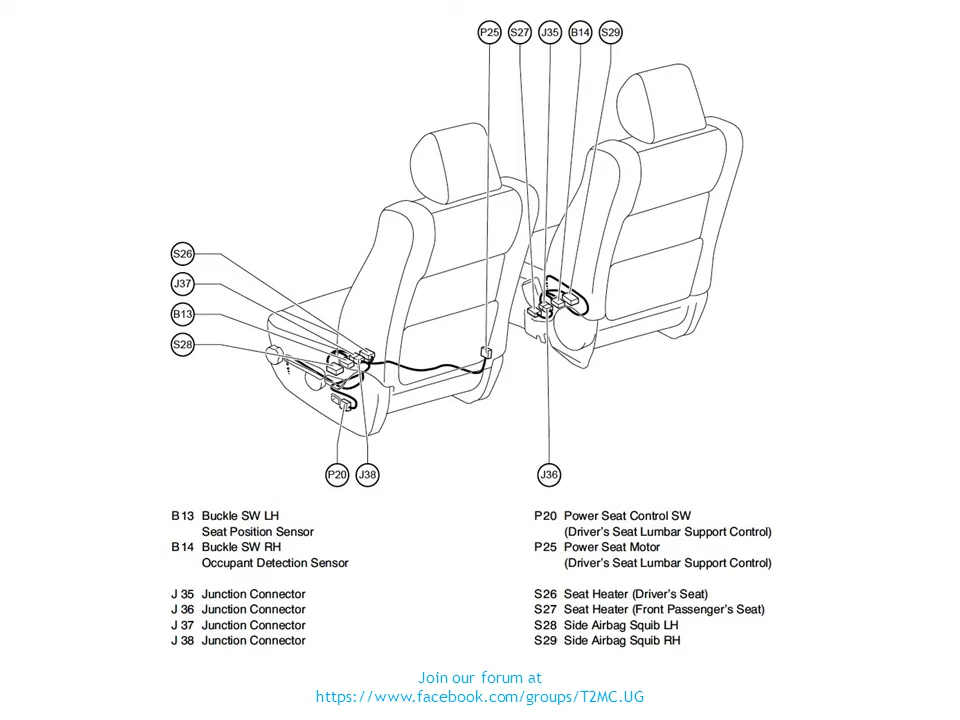 P25 S27 J35 B14 S29
S26
J37
B13
S28
P20 J38 J36
B 13 Buckle SW LH
Seat Position Sensor
B 14 Buckle SW RH
Occupant Detection Sensor
J 35 Junction Connector
J 36 Junction Connector
J 37 Junction Connector
J 38 Junction Connector
P20 Power Seat Control SW
(Driver's Seat Lumbar Support Control)
P25 Power Seat Motor
(Driver's Seat Lumbar Support Control)
S26 Seat Heater (Driver's Seat)
S27 Seat Heater (Front Passenger's Seat)
S28 Side Airbag Squib LH
S29 Side Airbag Squib RH
Join our forum at
https://www.facebook.com/groups/T2MC.UG